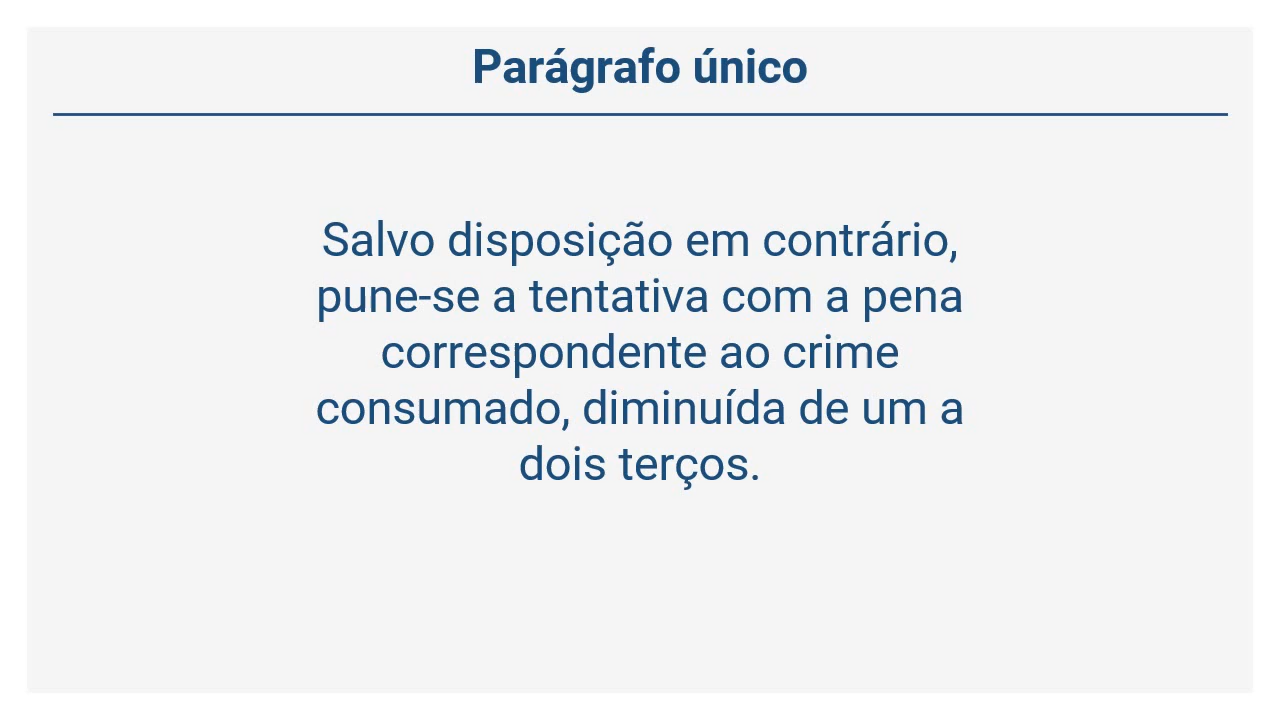 Parágrafo único
Salvo disposição em contrário,
pune-se a tentativa com a pena
correspondente ao crime
consumado, diminuída de um a
dois terços.